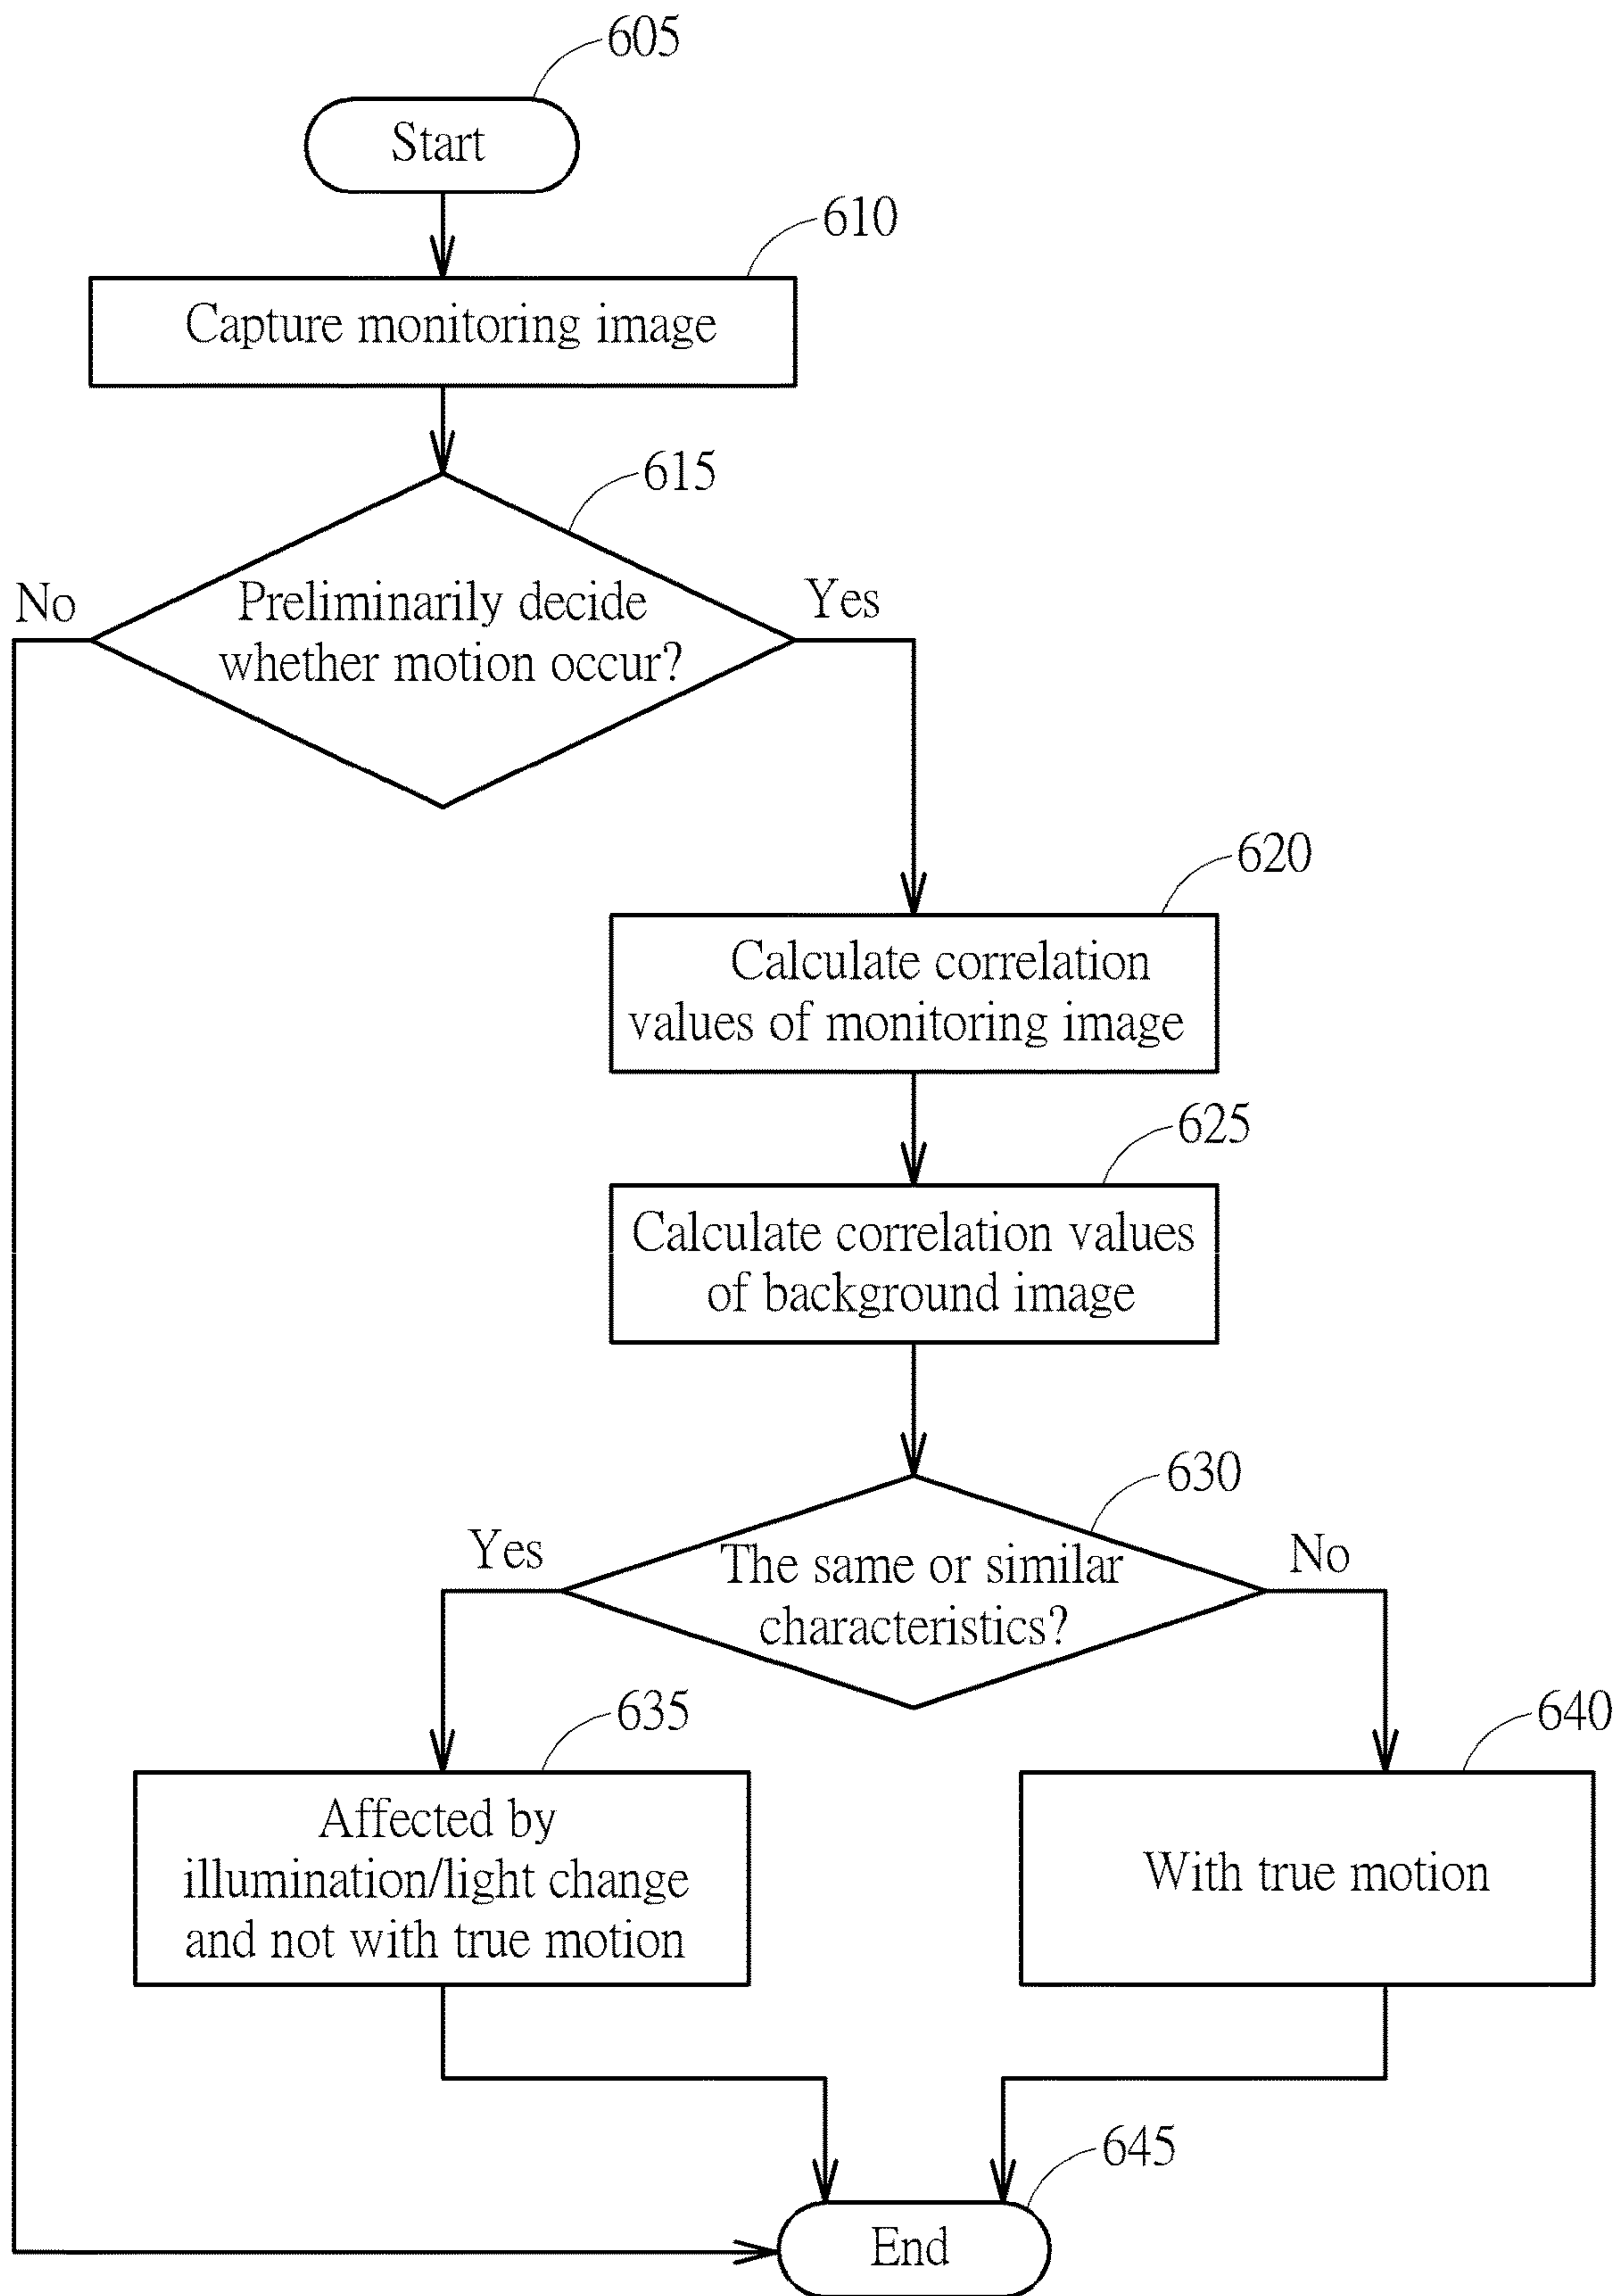 605
Start
610
Capture monitoring image
615
No
Preliminarily decide
whether motion occur?
Yes
620
Calculate correlation
values of monitoring image
625
Calculate correlation values
of background image
630
Yes
The same or similar
characteristics?
No
635
Affected by
illumination/light change
and not with true motion
640
With true motion
645
End